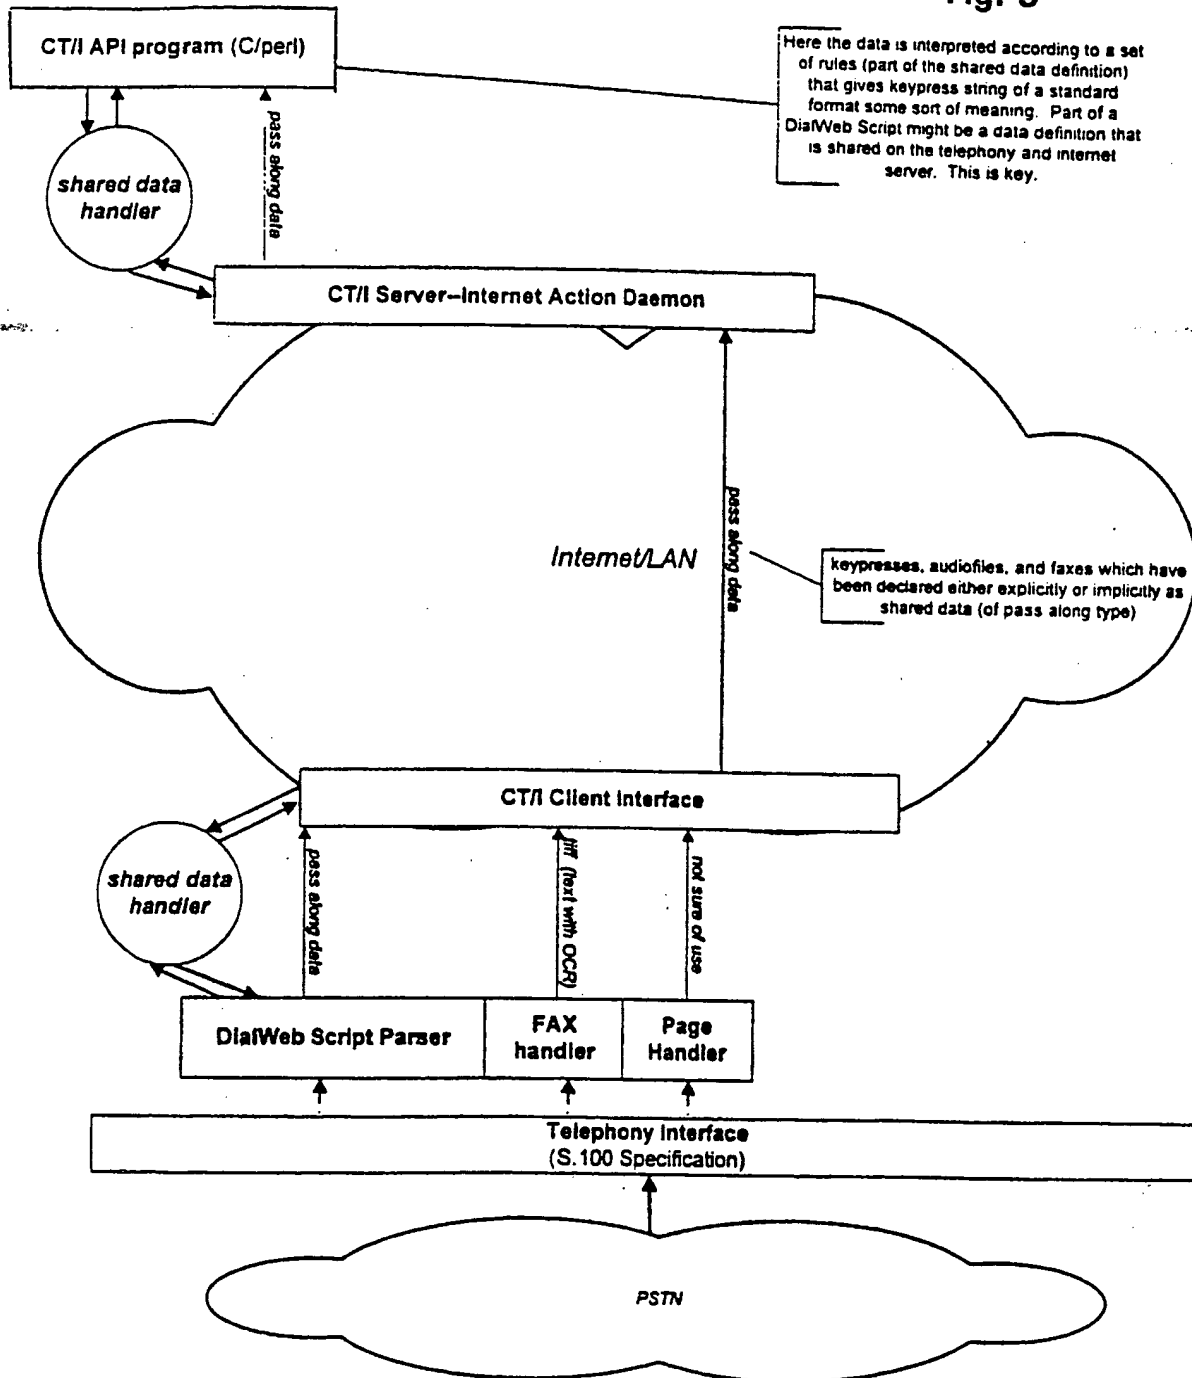 CT/I API program (C/perl)
Here the data is interpreted according to a set
of rules (part of the shared data definition)
that gives keypress string of a standard
format some sort of meaning. Part of a
DialWeb Script might be a data definition that
is shared on the telephony and internet
server. This is key.
pass along data
shared data
handler
CT/I Server–Internet Action Daemon
pass along data
Internet/LAN
keypresses, audiofiles, and faxes which have
been declared either explicitly or implicitly as
shared data (of pass along type)
CT/I Client Interface
shared data
handler
pass along data
(text with OCR)
not sure of use
DialWeb Script Parser
FAX
handler
Page
Handler
Telephony Interface
(S.100 Specification)
PSTN